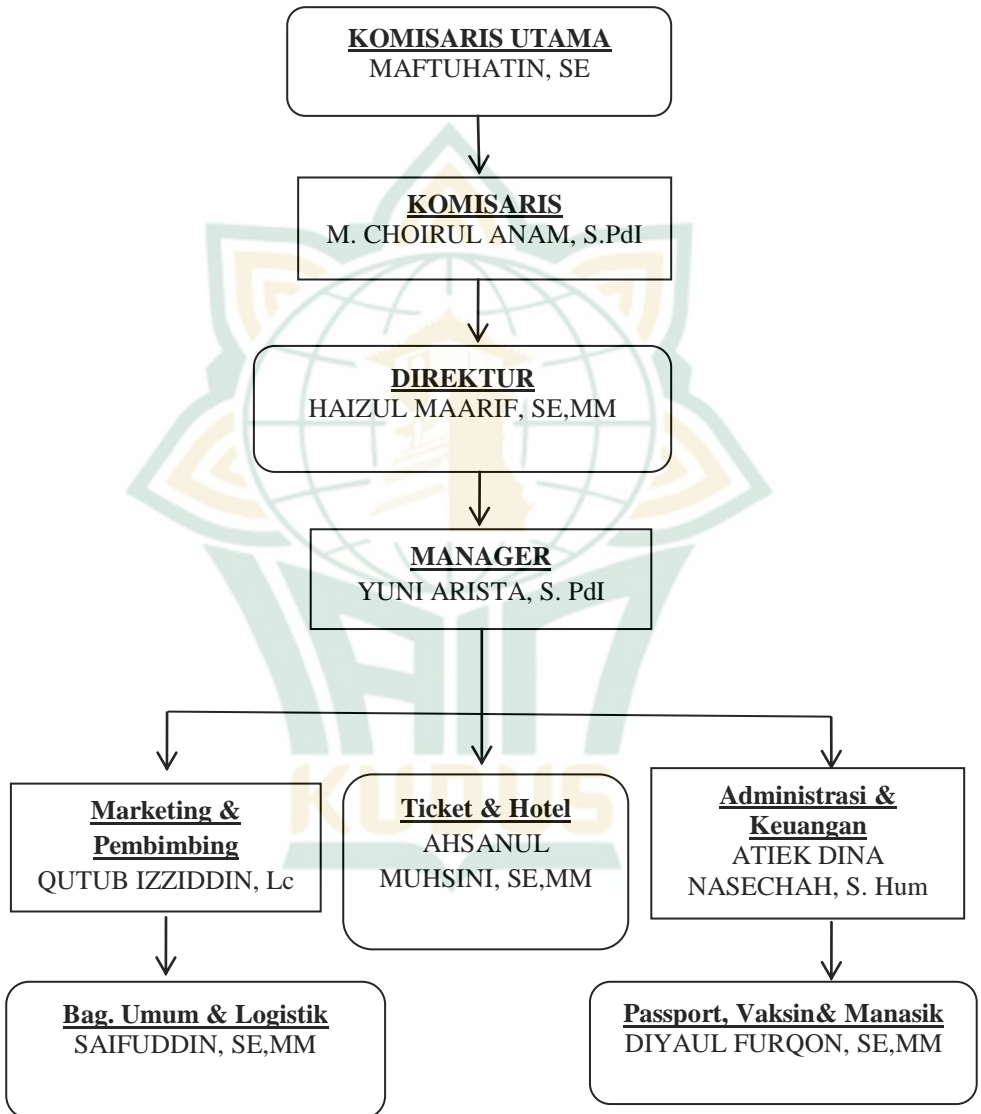 KOMISARIS UTAMA
MAFTUHATIN, SE
KOMISARIS
M. CHOIRUL ANAM, S.PdI
DIREKTUR
HAIZUL MAARIF, SE,MM
MANAGER
YUNI ARISTA, S. PdI
Marketing &
Pembimbing
QUTUB IZZIDDIN, Lc
Ticket & Hotel
AHSANUL
MUHSINI, SE,MM
Administrasi &
Keuangan
ATIEK DINA
NASECHAH, S. Hum
Bag. Umum & Logistik
SAIFUDDIN, SE,MM
Passport, Vaksin& Manasik
DIYAUL FURQON, SE,MM
IAIN
KUDUS